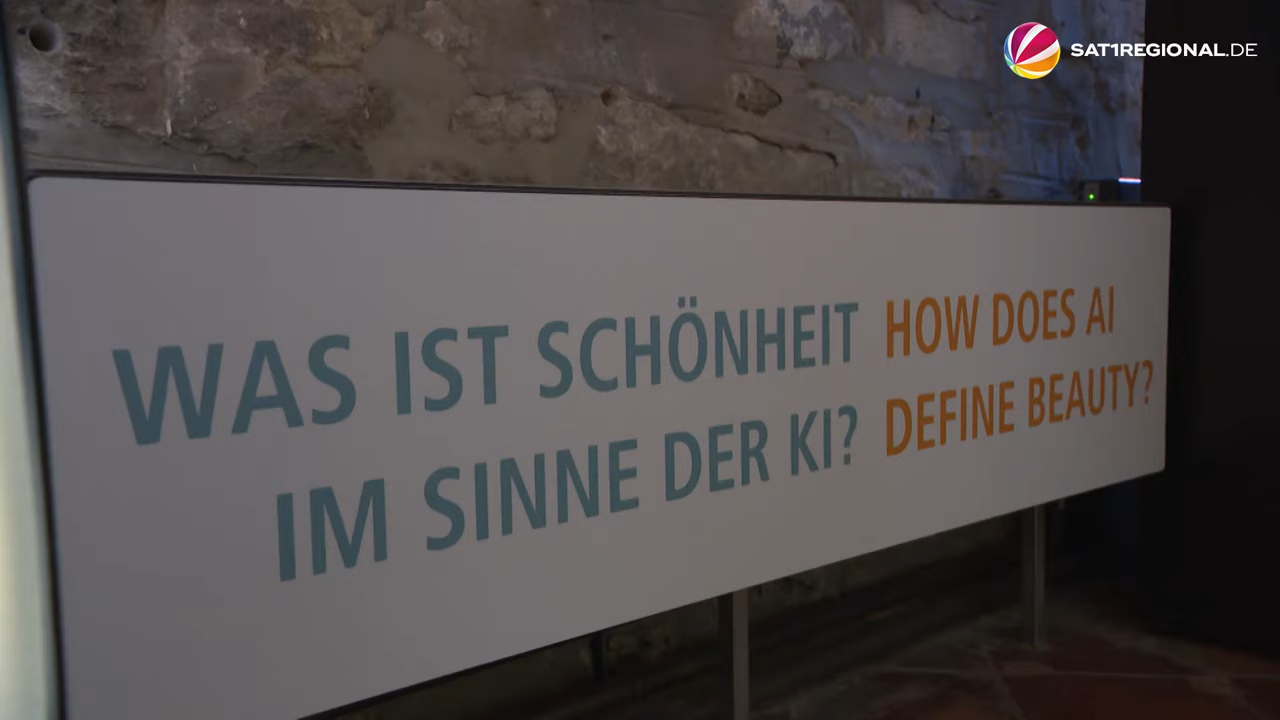 SAT1REGIONAL.DE
WAS IST SCHÖNHEIT
IM SINNE DER KI?
HOW DOES AI
DEFINE BEAUTY?